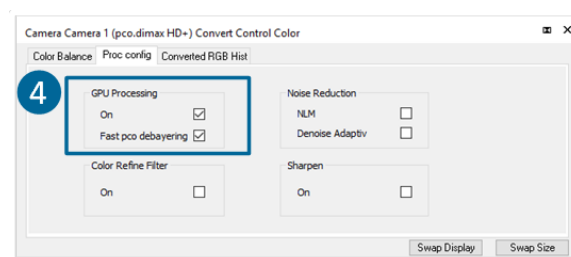 Camera Camera 1 (pco.dimax HD+) Convert Control Color
Color Balance Proc config Converted RGB Hist
4
GPU Processing
On
Fast pco debayering
Noise Reduction
NLM
Denoise Adaptiv
Color Refine Filter
On
Sharpen
On
Swap Display Swap Size